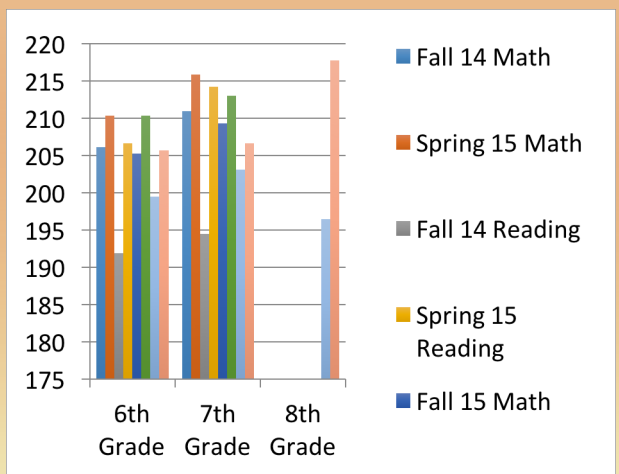 220
215
210
205
200
195
190
185
180
175
6th
Grade
7th
Grade
8th
Grade
Fall 14 Math
Spring 15 Math
Fall 14 Reading
Spring 15
Reading
Fall 15 Math